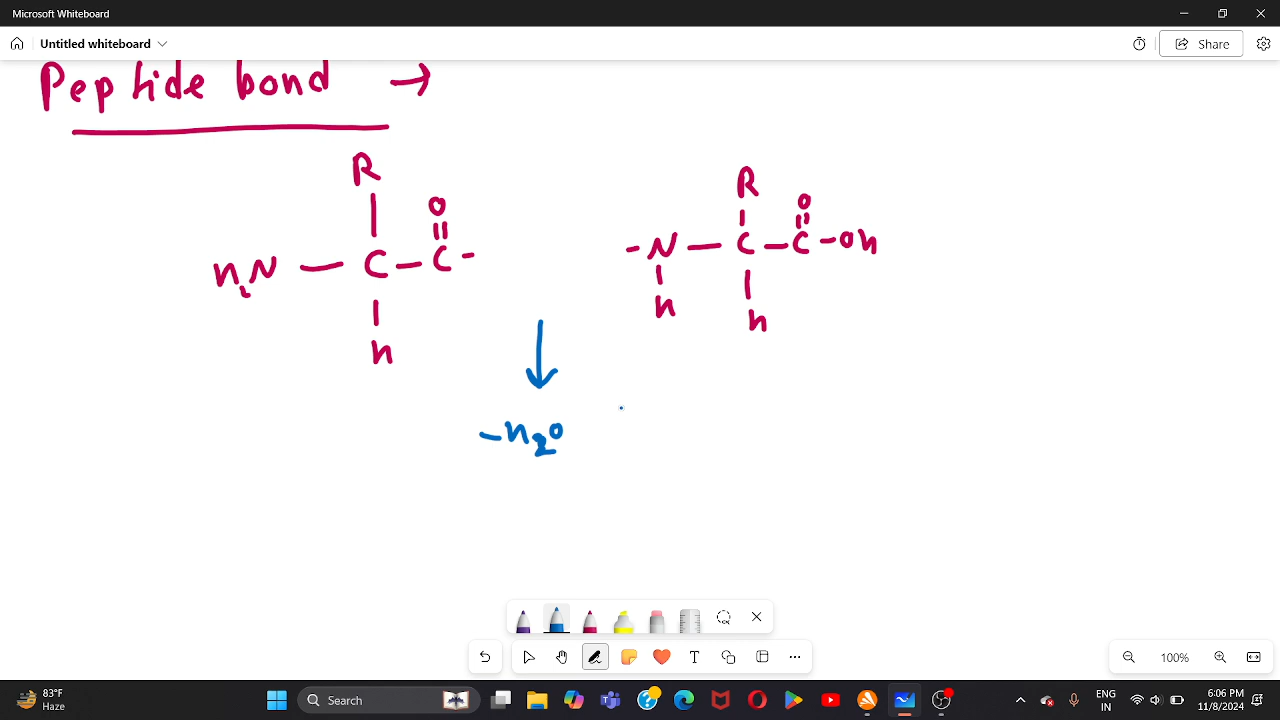 Microsoft Whiteboard
Untitled whiteboard
Share
Peptide bond →
R
R
O
O
H₂N — C — C -
- N — C — C - OH
H
H
H
- H₂O
100%
83°F
Haze
Search
ENG
IN
6:09 PM
11/8/2024